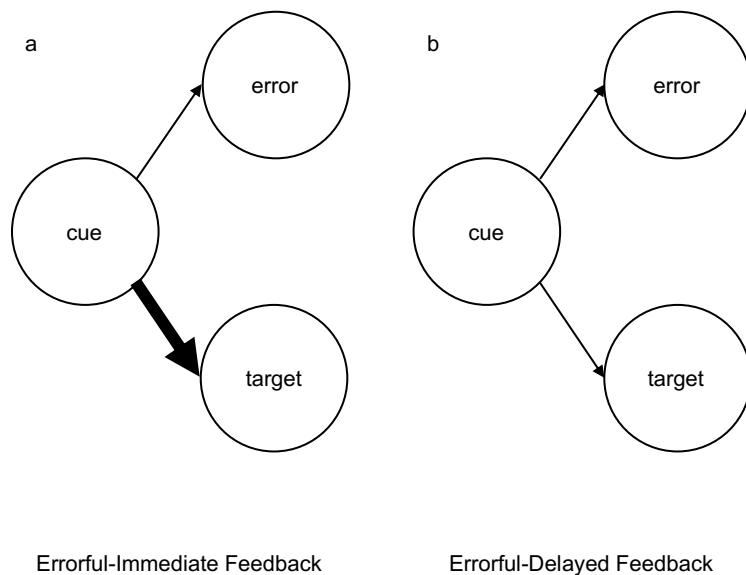 a
error
cue
target
Errorful-Immediate Feedback
b
error
cue
target
Errorful-Delayed Feedback